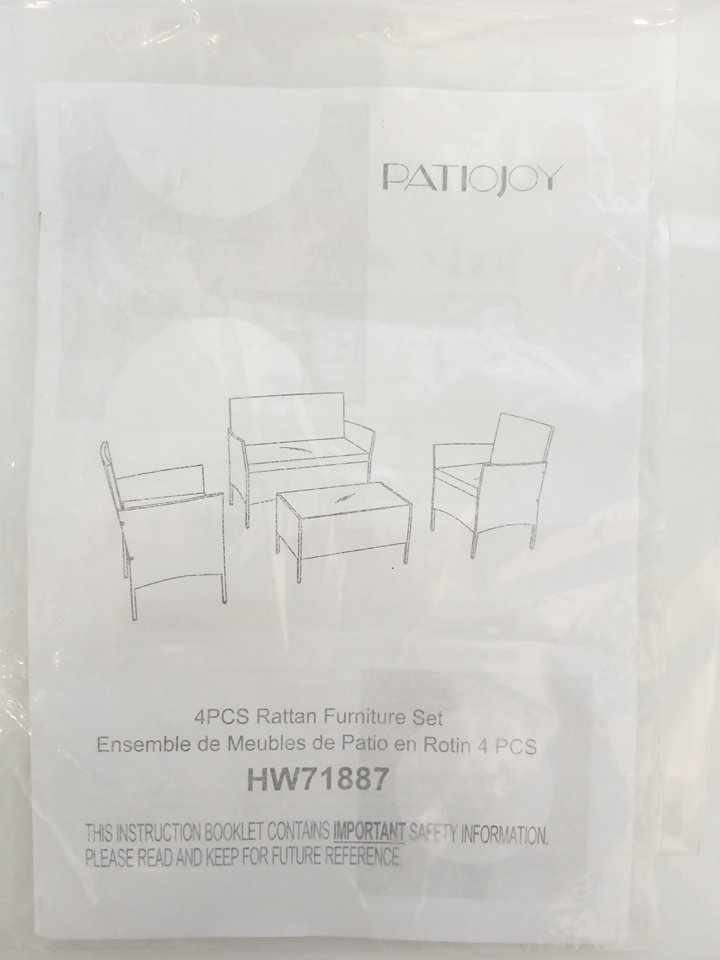 PATIOJOY
4PCS Rattan Furniture Set
Ensemble de Meubles de Patio en Rotin 4 PCS
HW71887
THIS INSTRUCTION BOOKLET CONTAINS IMPORTANT SAFETY INFORMATION.
PLEASE READ AND KEEP FOR FUTURE REFERENCE.